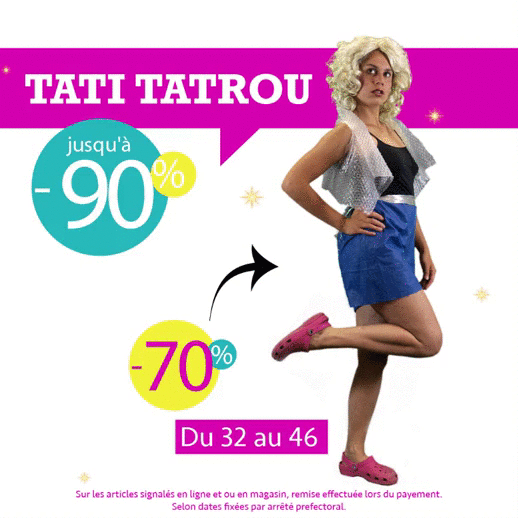 TATI TATROU
jusqu'à
-90%
-70%
Du 32 au 46
Sur les articles signalés en ligne et ou en magasin, remise effectuée lors du payement.
Selon dates fixées par arrêté prefectoral.